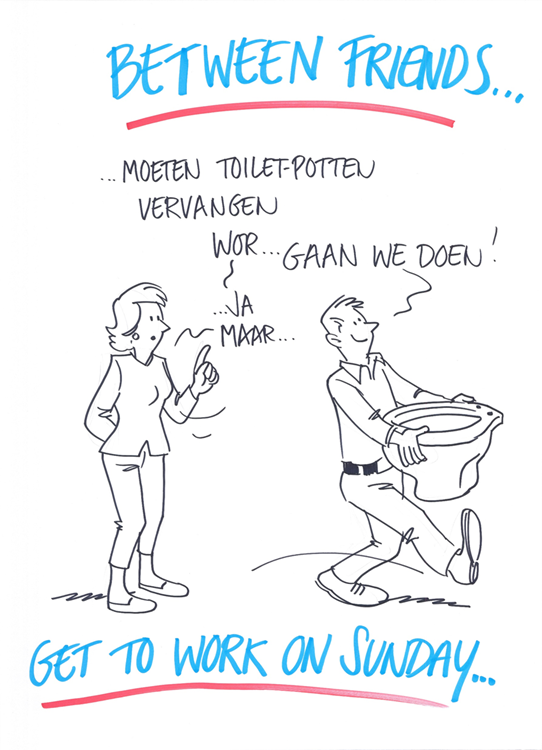 BETWEEN FRIENDS...
...MOETEN TOILET-POTTEN
VERVANGEN
WOR...
GAAN WE DOEN!
...JA
MAAR...
GET TO WORK ON SUNDAY...